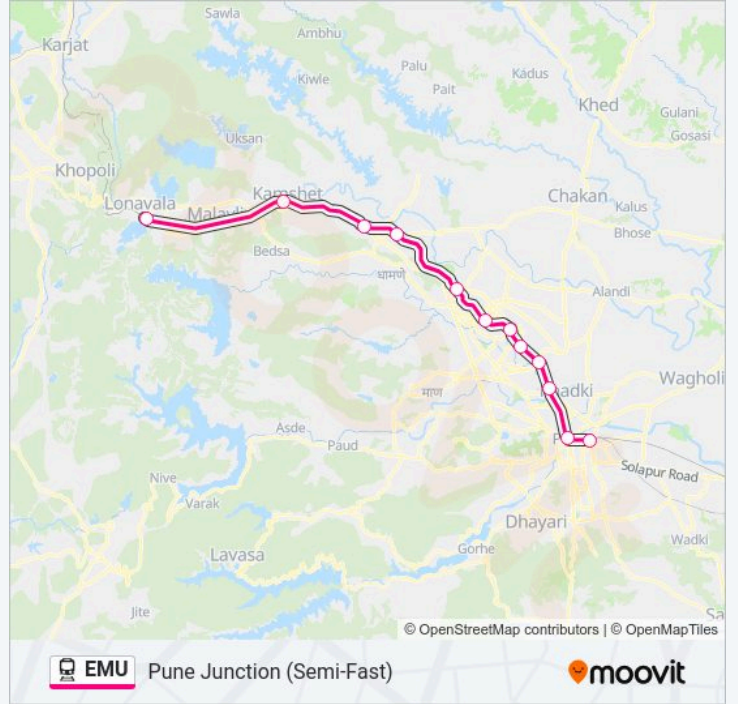 Sawla
Ambhu
Karjat
Palu
Kiwle
Kadus
Pait
Khed
Gulani
Gosasi
Uksan
Khopoli
Kamshet
Chakan
Lonavala
Kalus
Bhose
Bedsa
धामणे
Alandi
Wagholi
माण
Asde
Paud
Solapur Road
Nive
Varak
Dhayari
Lavasa
Gorhe
Wadki
Jite
© OpenStreetMap contributors | © OpenMapTiles
EMU Pune Junction (Semi-Fast)
moovit